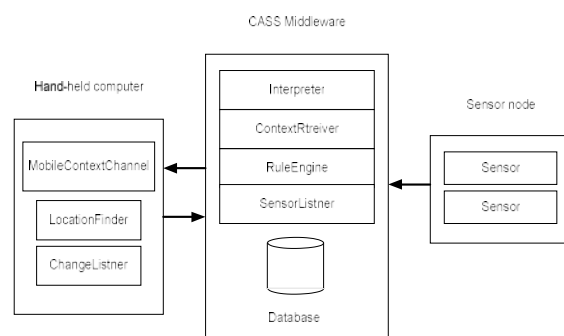 CASS Middleware
Hand-held computer
MobileContextChannel
LocationFinder
ChangeListner
Interpreter
ContextRtreiver
RuleEngine
SensorListner
Database
Sensor node
Sensor
Sensor